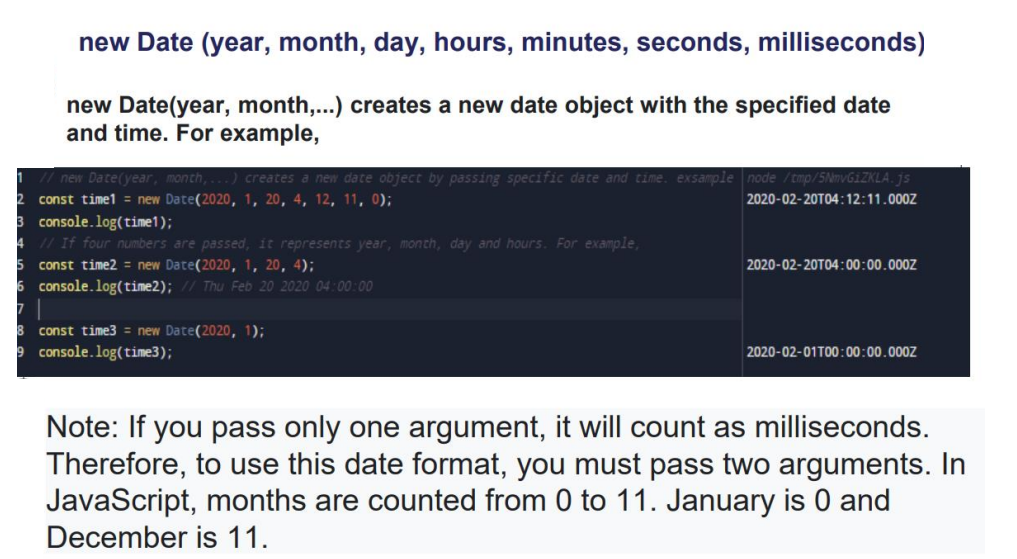 new Date (year, month, day, hours, minutes, seconds, milliseconds)
new Date(year, month,...) creates a new date object with the specified date
and time. For example,
1 // new Date(year, month,...) creates a new date object by passing specific date and time. exsample
node /tmp/5NmvGiZKLA.js
2 const time1 = new Date(2020, 1, 20, 4, 12, 11, 0);
2020-02-20T04:12:11.000Z
3 console.log(time1);
4 // If four numbers are passed, it represents year, month, day and hours. For example,
5 const time2 = new Date(2020, 1, 20, 4);
2020-02-20T04:00:00.000Z
6 console.log(time2); // Thu Feb 20 2020 04:00:00
7
8 const time3 = new Date(2020, 1);
9 console.log(time3);
2020-02-01T00:00:00.000Z
Note: If you pass only one argument, it will count as milliseconds.
Therefore, to use this date format, you must pass two arguments. In
JavaScript, months are counted from 0 to 11. January is 0 and
December is 11.